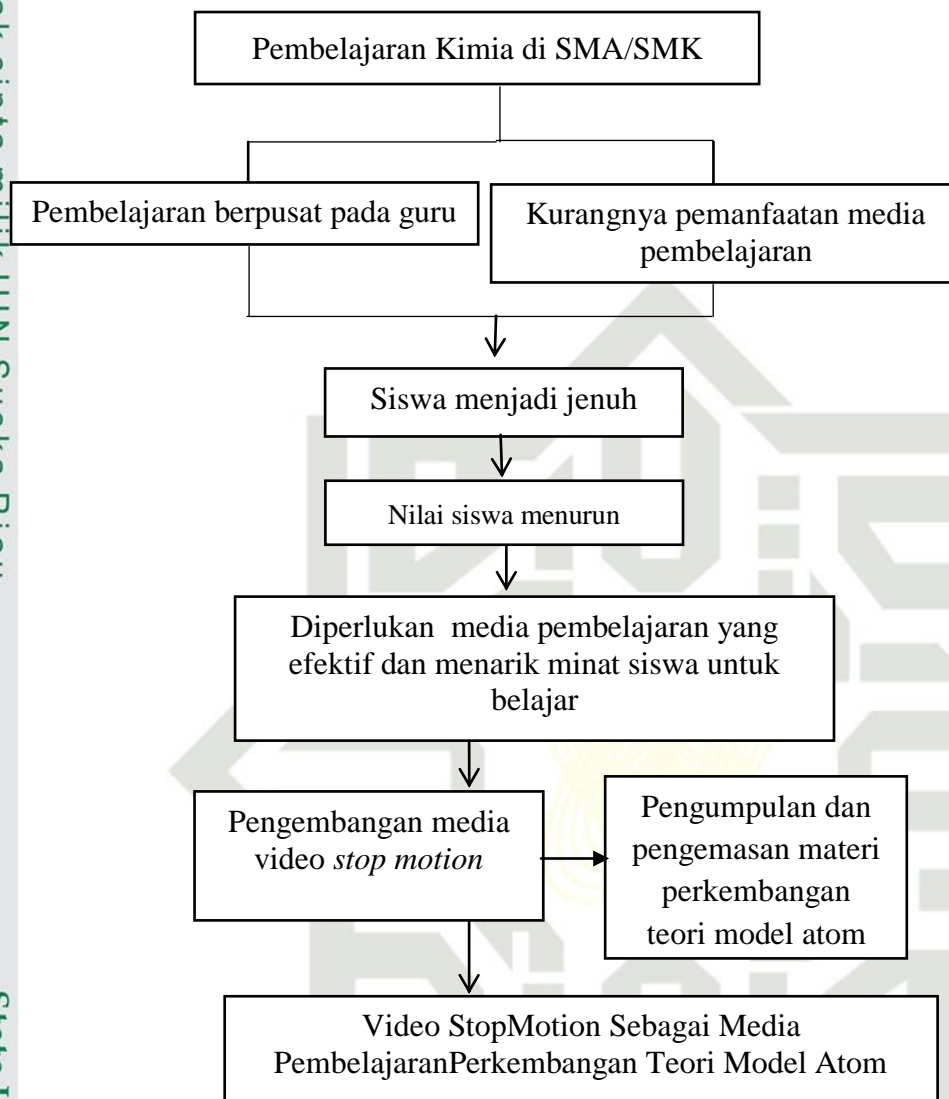 Pembelajaran Kimia di SMA/SMK
Pembelajaran berpusat pada guru
Kurangnya pemanfaatan media
pembelajaran
Siswa menjadi jenuh
Nilai siswa menurun
Diperlukan media pembelajaran yang
efektif dan menarik minat siswa untuk
belajar
Pengembangan media
video stop motion
Pengumpulan dan
pengemasan materi
perkembangan
teori model atom
Video StopMotion Sebagai Media
PembelajaranPerkembangan Teori Model Atom